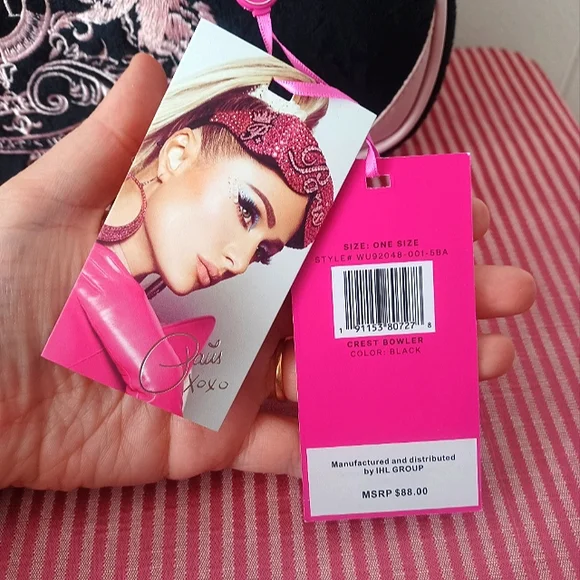 Paris
xoxo
SIZE: ONE SIZE
STYLE# WU92048-001-5BA
1 91153 80727 8
CREST BOWLER
COLOR: BLACK
Manufactured and distributed
by IHL GROUP
MSRP $88.00